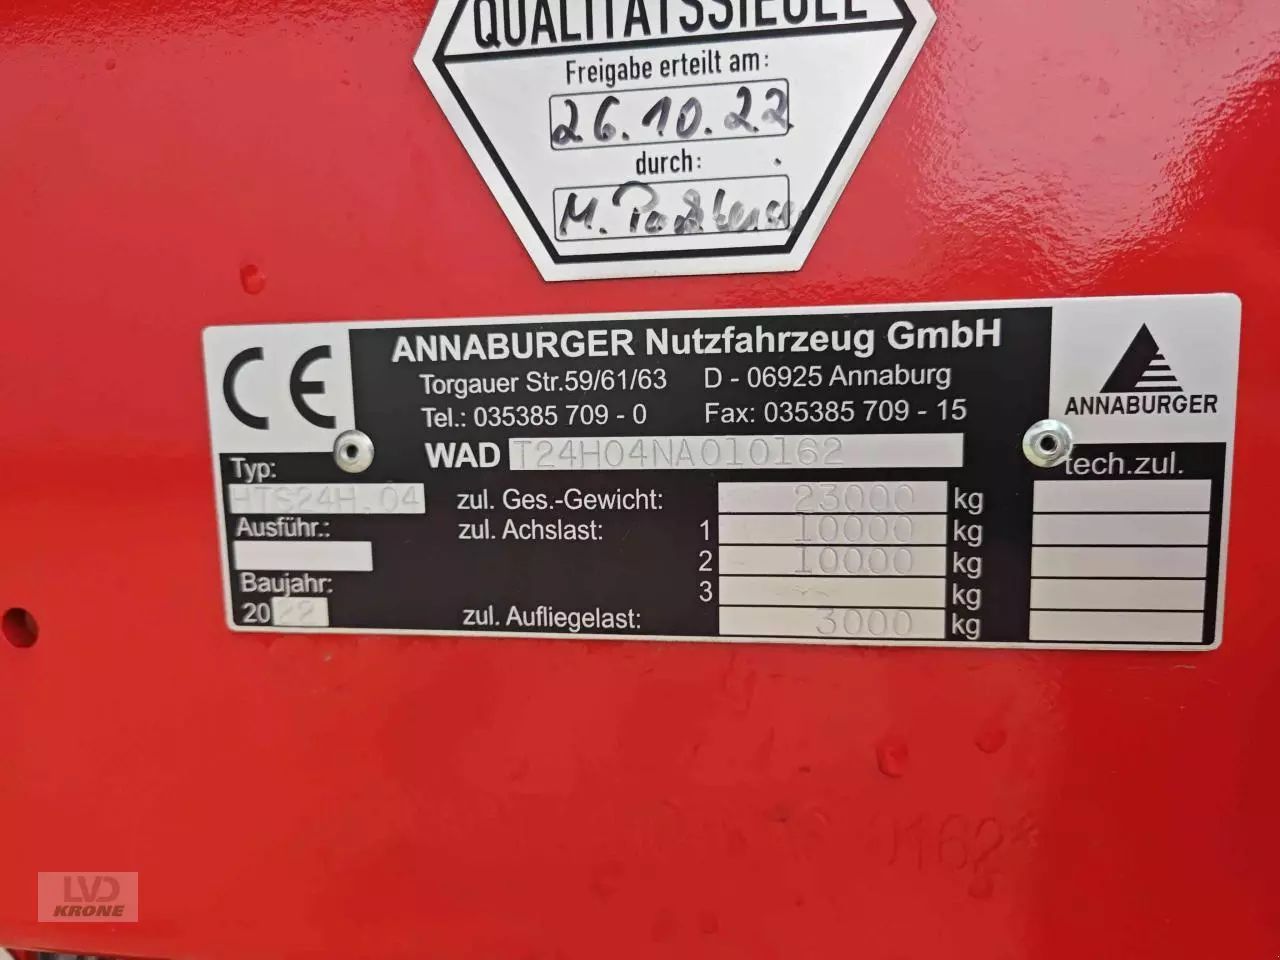 QUALITÄTSSIEGEL
Freigabe erteilt am:
26.10.22
durch:
M.
CE
ANNABURGER Nutzfahrzeug GmbH
Torgauer Str.59/61/63 D - 06925 Annaburg
Tel.: 035385 709 - 0 Fax: 035385 709 - 15
ANNABURGER
WAD T24H04NA010162
Typ:
HTS24H.04
zul. Ges.-Gewicht: 23000 kg
tech.zul.
Ausführ.:
zul. Achslast: 1 10000 kg
2 10000 kg
Baujahr:
3 kg
20 22
zul. Aufliegelast: 3000 kg
0162*
LVD
KRONE